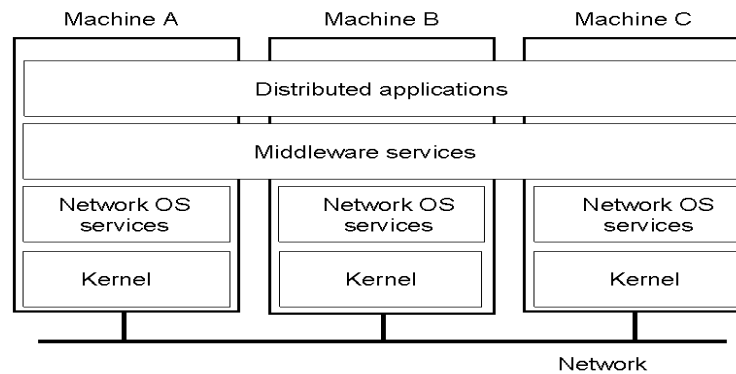 Machine A
Machine B
Machine C
Distributed applications
Middleware services
Network OS
services
Network OS
services
Network OS
services
Kernel
Kernel
Kernel
Network